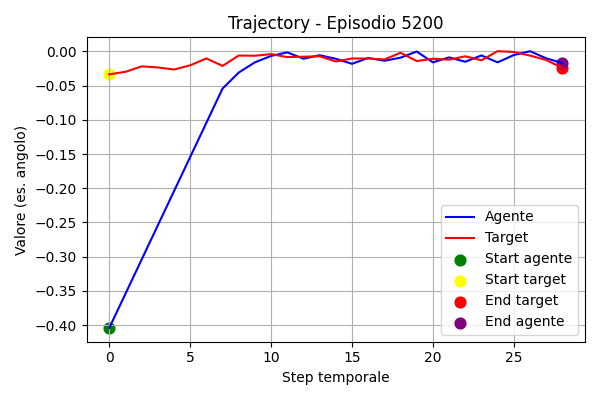 Trajectory - Episodio 5200
Valore (es. angolo)
0.00
−0.05
−0.10
−0.15
−0.20
−0.25
−0.30
−0.35
−0.40
Agente
Target
Start agente
Start target
End target
End agente
0 5 10 15 20 25
Step temporale